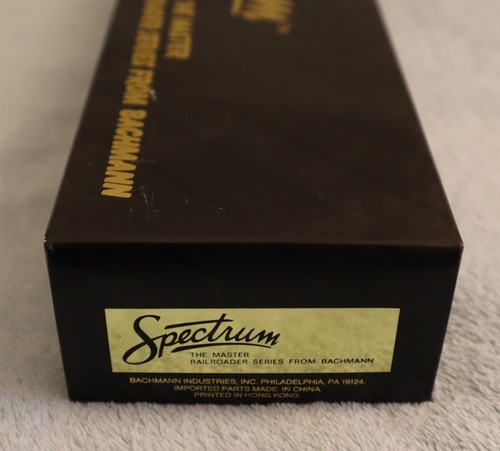 THE MASTER
SERIES FROM BACHMANN
Spectrum
THE MASTER
RAILROADER SERIES FROM BACHMANN
BACHMANN INDUSTRIES, INC. PHILADELPHIA, PA 19124.
IMPORTED PARTS MADE IN CHINA.
PRINTED IN HONG KONG.